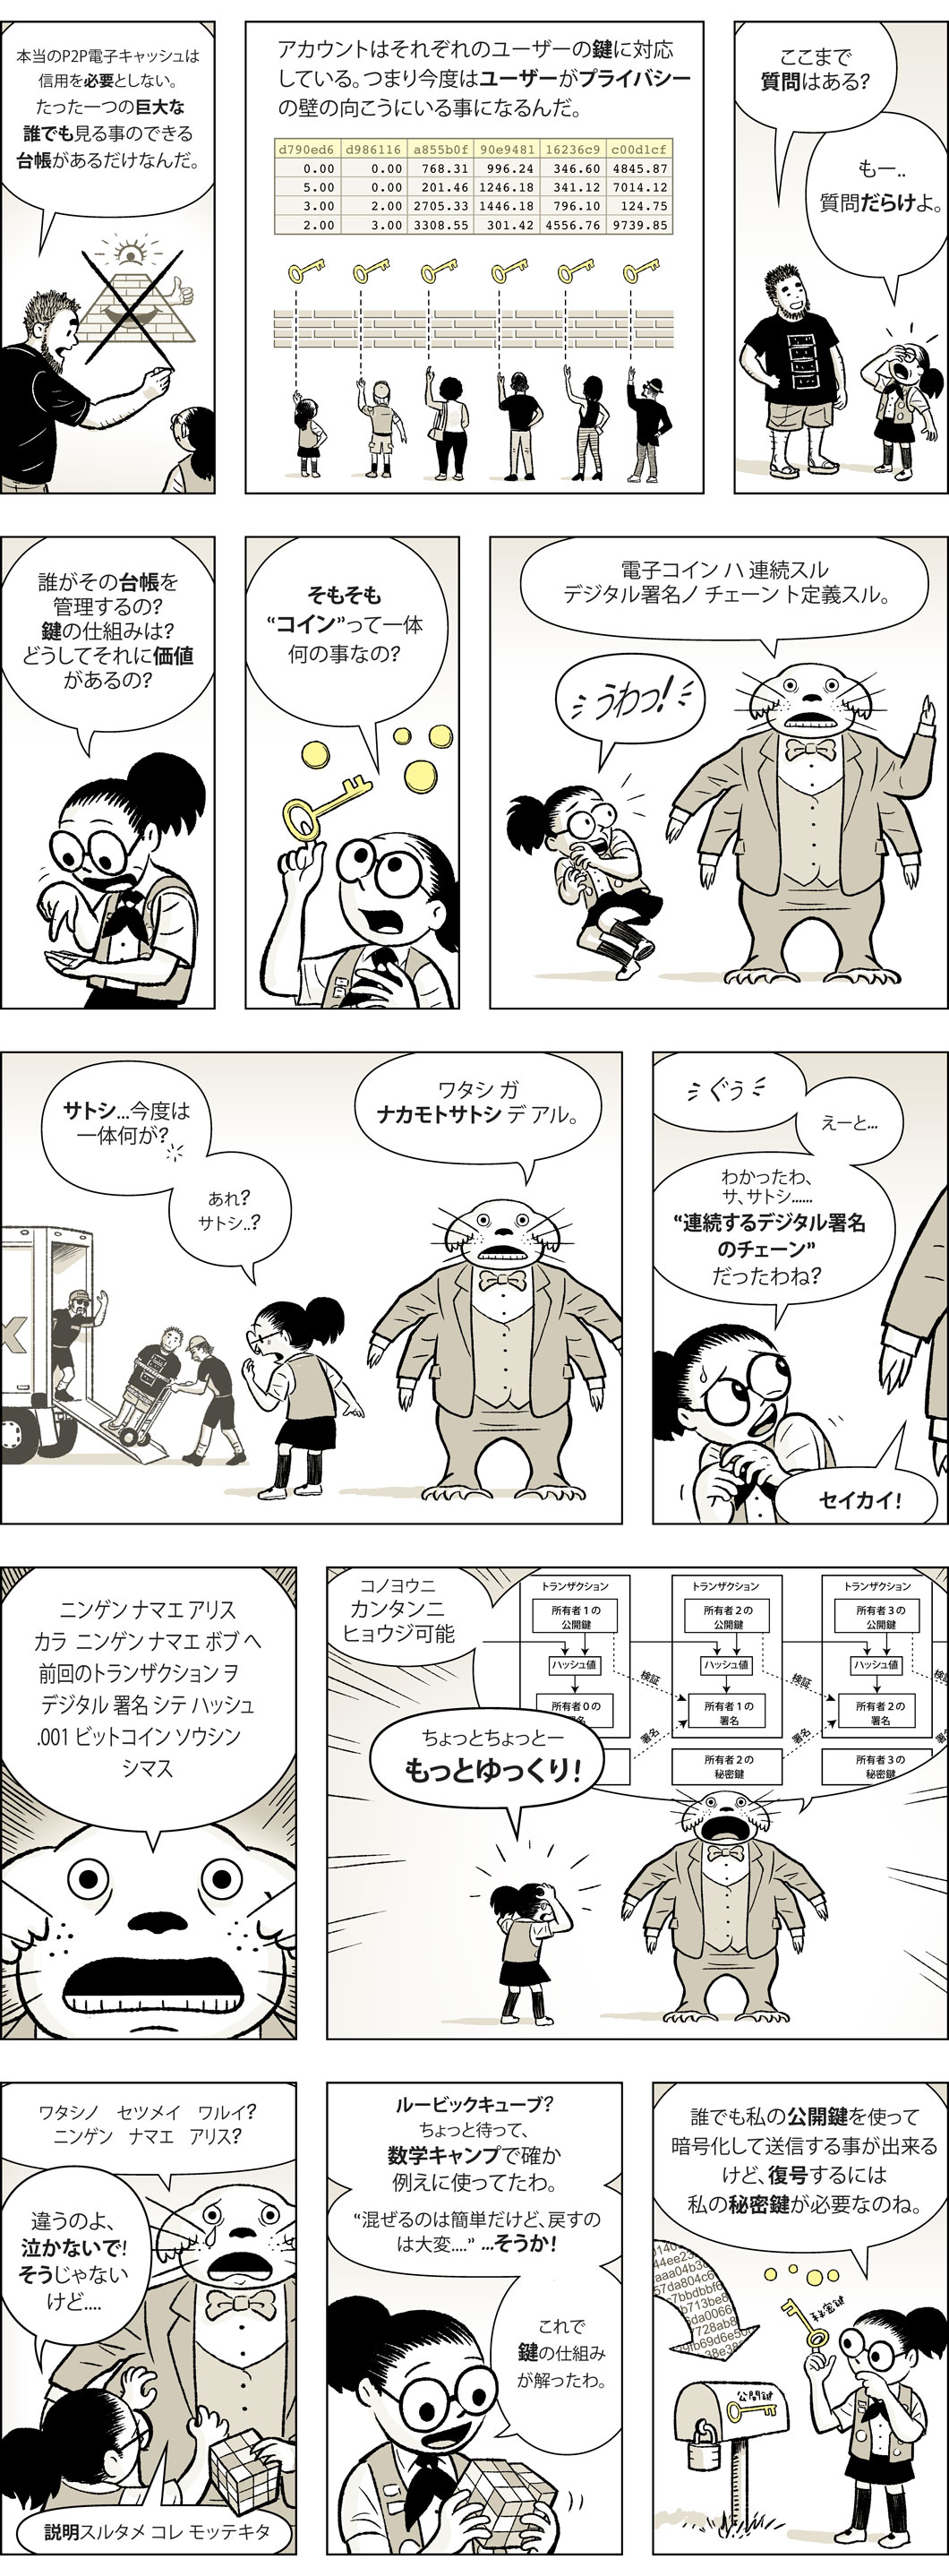 本当のP2P電子キャッシュは
信用を必要としない。
たった一つの巨大な
誰でも見る事のできる
台帳があるだけなんだ。
アカウントはそれぞれのユーザーの鍵に対応
している。つまり今度はユーザーがプライバシー
の壁の向こうにいる事になるんだ。
d790ed6 d986116 a855b0f 90e9481 16236c9 c00d1cf
0.00 0.00 768.31 996.24 346.60 4845.87
5.00 0.00 201.46 1246.18 341.12 7014.12
3.00 2.00 2705.33 1446.18 796.10 124.75
2.00 3.00 3308.55 301.42 4556.76 9739.85
ここまで
質問はある?
もー..
質問だらけよ。
誰がその台帳を
管理するの?
鍵の仕組みは?
どうしてそれに価値
があるの?
そもそも
“コイン”って一体
何の事なの?
電子コイン ハ 連続スル
デジタル署名ノ チェーン ト定義スル。
うわっ!
サトシ...今度は
一体何が?
あれ?
サトシ..?
ワタシ ガ
ナカモトサトシ デ アル。
X
ぐぅ
えーと...
わかったわ、
サ、サトシ......
“連続するデジタル署名
のチェーン”
だったわね?
セイカイ!
ニンゲン ナマエ アリス
カラ ニンゲン ナマエ ボブ ヘ
前回のトランザクション ヲ
デジタル 署名 シテ ハッシュ
.001 ビットコイン ソウシン
シマス
コノヨウニ
カンタンニ
ヒョウジ可能
トランザクション
所有者1の
公開鍵
ハッシュ値
所有者0の
署名
検証
署名
トランザクション
所有者2の
公開鍵
ハッシュ値
所有者1の
署名
所有者2の
秘密鍵
検証
署名
トランザクション
所有者3の
公開鍵
ハッシュ値
所有者2の
署名
所有者3の
秘密鍵
ちょっとちょっとー
もっとゆっくり!
ワタシノ セツメイ ワルイ?
ニンゲン ナマエ アリス?
違うのよ、
泣かないで!
そうじゃない
けど....
説明スルタメ コレ モッテキタ
ルービックキューブ?
ちょっと待って、
数学キャンプで確か
例えに使ってたわ。
“混ぜるのは簡単だけど、戻すの
は大変....” ...そうか!
これで
鍵の仕組み
が解ったわ。
誰でも私の公開鍵を使って
暗号化して送信する事が出来る
けど、復号するには
私の秘密鍵が必要なのね。
秘密鍵
公開鍵